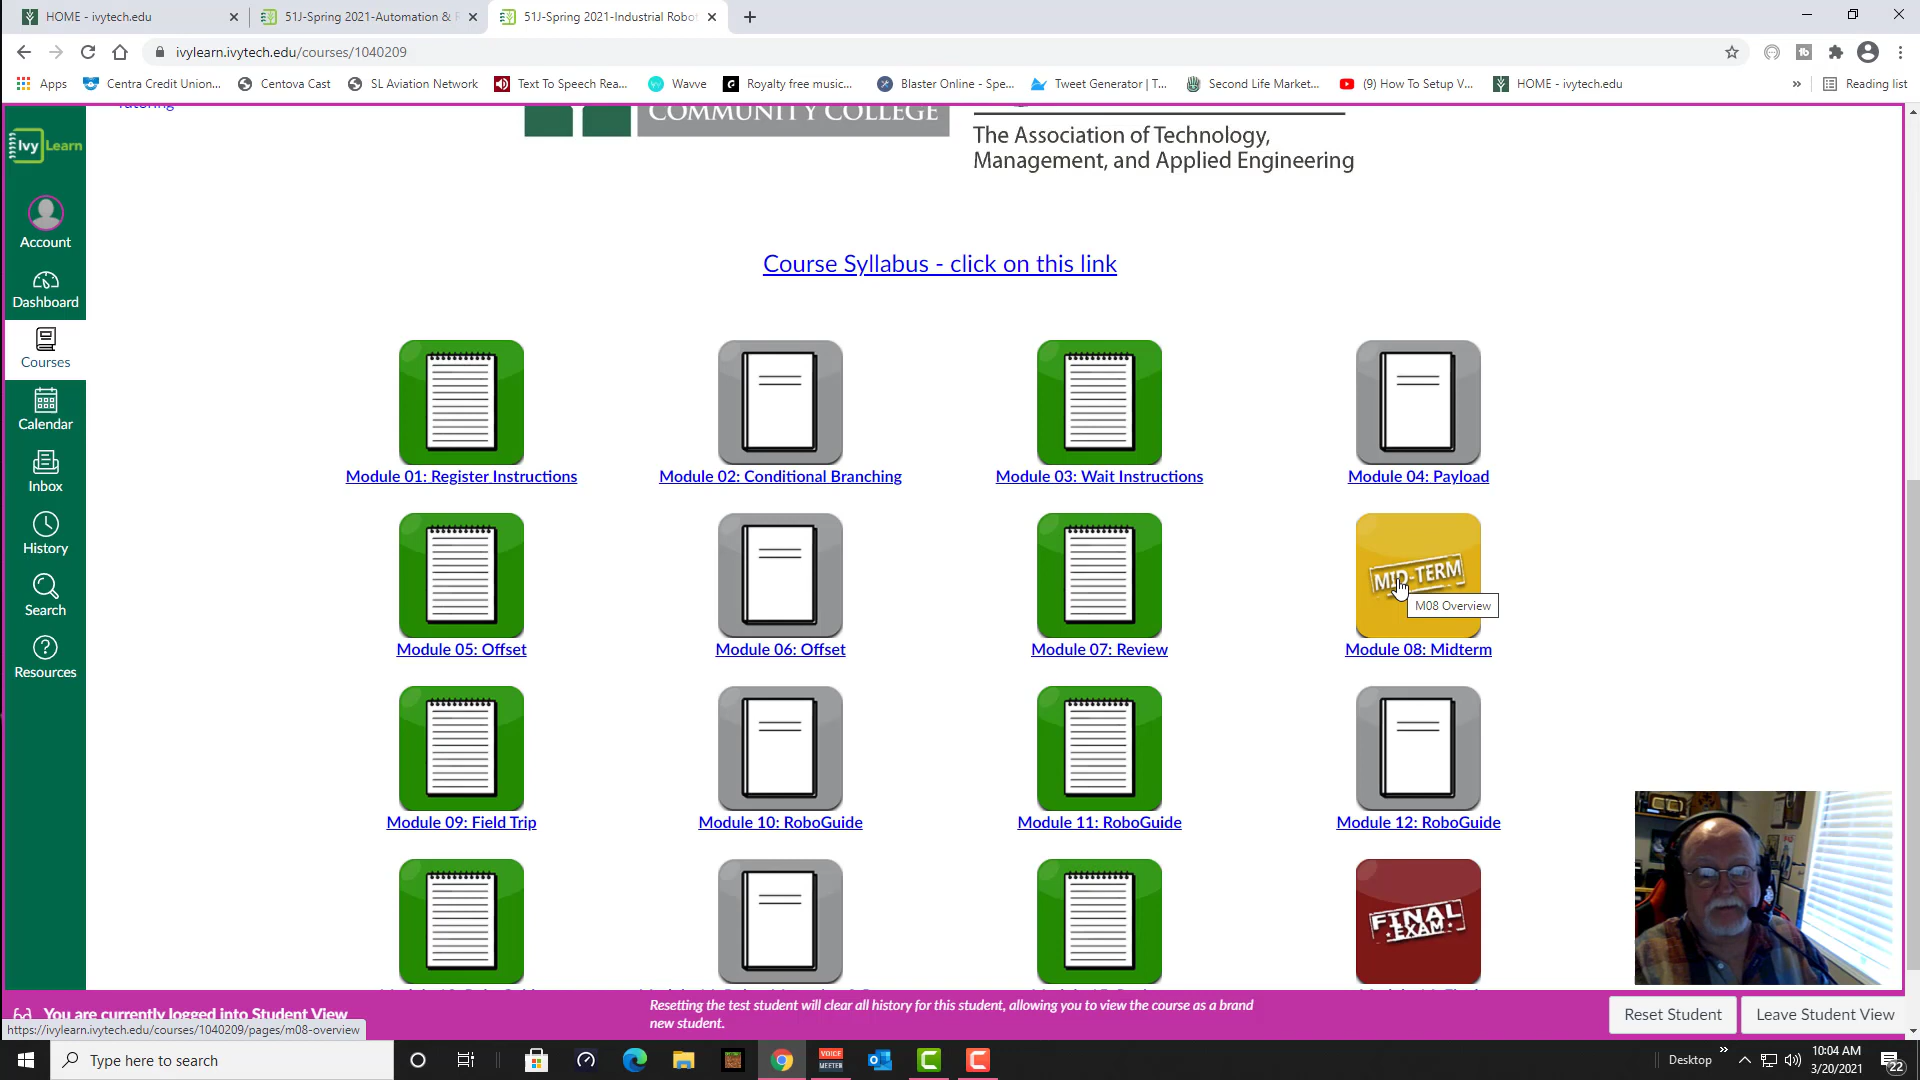 HOME - ivytech.edu
51J-Spring 2021-Automation & R
51J-Spring 2021-Industrial Robot
ivylearn.ivytech.edu/courses/1040209
Apps
Centra Credit Union...
Centova Cast
SL Aviation Network
Text To Speech Rea...
Wavve
Royalty free music...
Blaster Online - Spe...
Tweet Generator | T...
Second Life Market...
(9) How To Setup V...
HOME - ivytech.edu
»
Reading list
Tutoring
COMMUNITY COLLEGE
The Association of Technology,
Management, and Applied Engineering
Ivy Learn
Account
Dashboard
Courses
Calendar
Inbox
History
Search
Resources
Course Syllabus - click on this link
Module 01: Register Instructions
Module 02: Conditional Branching
Module 03: Wait Instructions
Module 04: Payload
MID-TERM
M08 Overview
Module 05: Offset
Module 06: Offset
Module 07: Review
Module 08: Midterm
Module 09: Field Trip
Module 10: RoboGuide
Module 11: RoboGuide
Module 12: RoboGuide
FINAL
EXAM
You are currently logged into Student View
Resetting the test student will clear all history for this student, allowing you to view the course as a brand
new student.
Reset Student
Leave Student View
https://ivylearn.ivytech.edu/courses/1040209/pages/m08-overview
Type here to search
VOICE
MEETER
Desktop
»
10:04 AM
3/20/2021
22